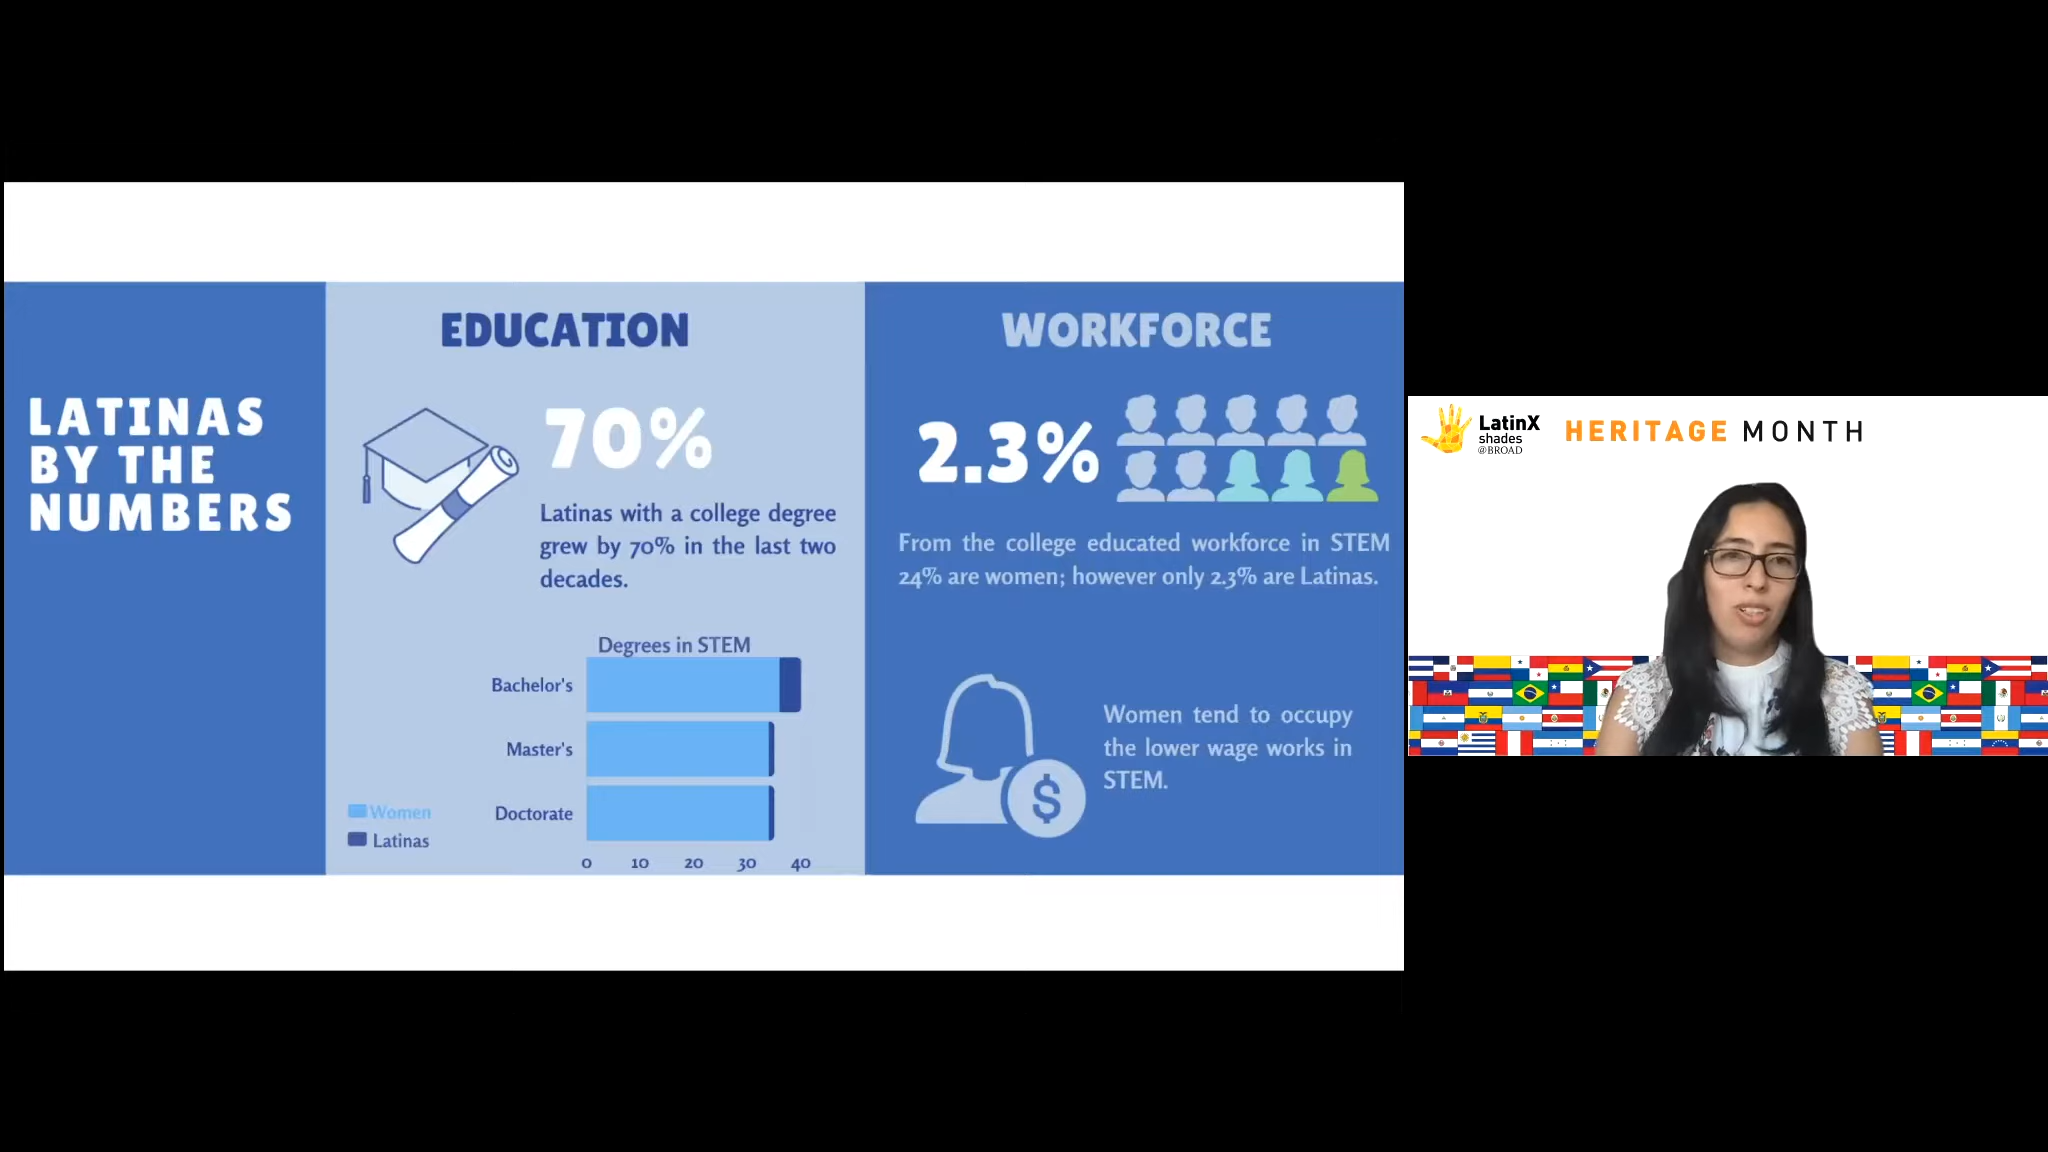 LATINAS
BY THE
NUMBERS
EDUCATION
70%
Latinas with a college degree
grew by 70% in the last two
decades.
Degrees in STEM
Bachelor's
Master's
Doctorate
Women
Latinas
0 10 20 30 40
WORKFORCE
2.3%
From the college educated workforce in STEM
24% are women; however only 2.3% are Latinas.
$
Women tend to occupy
the lower wage works in
STEM.
LatinX
shades
@BROAD
HERITAGE MONTH